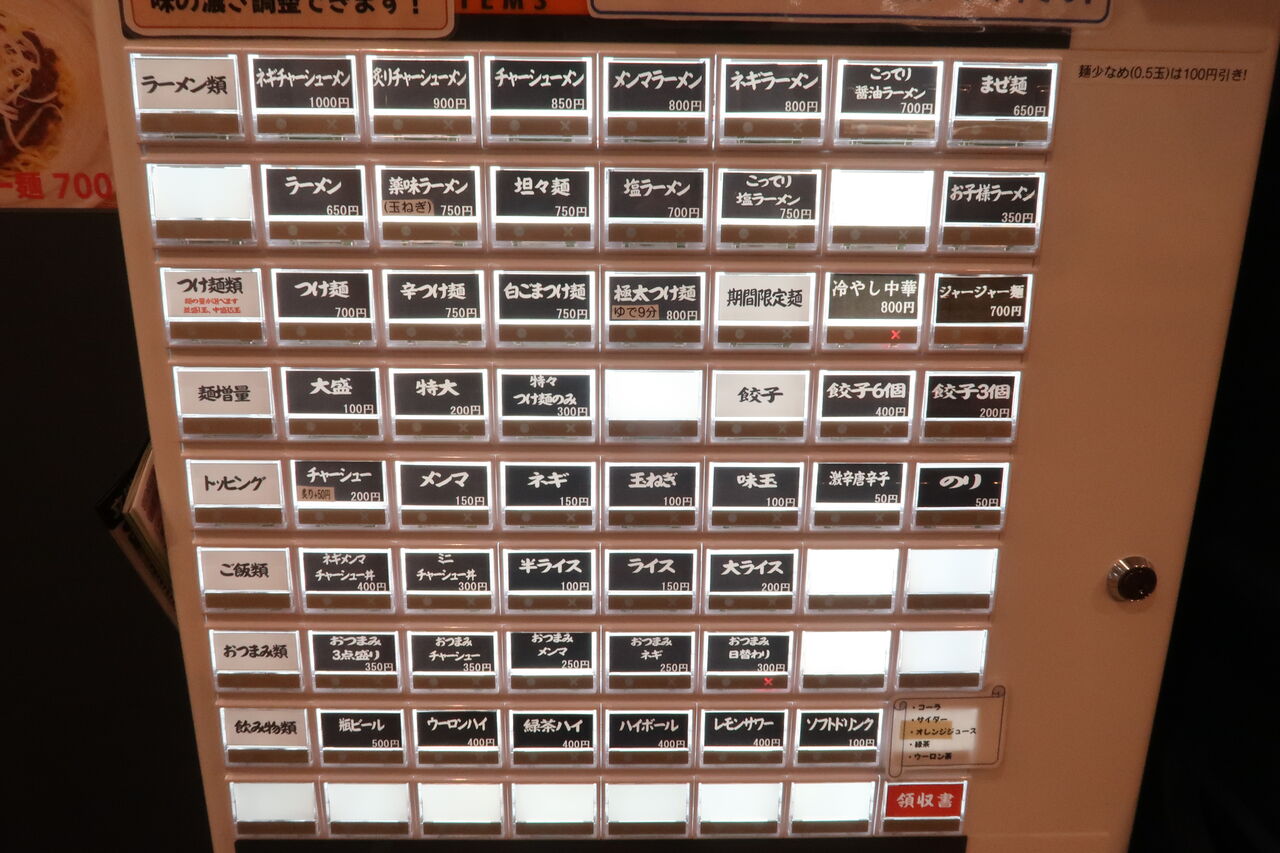 味の濃さ調整できます！
TEMS
麺少なめ(0.5玉)は100円引き!
ー麺 700
ラーメン類
ネギチャーシューメン
1000円
炙りチャーシューメン
900円
チャーシューメン
850円
メンマラーメン
800円
ネギラーメン
800円
こってり
醤油ラーメン
700円
まぜ麺
650円
ラーメン
650円
薬味ラーメン
(玉ねぎ) 750円
坦々麺
750円
塩ラーメン
700円
こってり
塩ラーメン
750円
お子様ラーメン
350円
つけ麺類
麺の量が選べます
つけ麺
700円
辛つけ麺
750円
白ごまつけ麺
750円
極太つけ麺
ゆで9分 800円
期間限定麺
冷やし中華
800円
ジャージャー麺
700円
麺増量
大盛
100円
特大
200円
特々
つけ麺のみ
300円
餃子
餃子6個
400円
餃子3個
200円
トッピング
チャーシュー
炙り+50円 200円
メンマ
150円
ネギ
150円
玉ねぎ
100円
味玉
100円
激辛唐辛子
50円
のり
50円
ご飯類
ネギメンマ
チャーシュー丼
400円
ミニ
チャーシュー丼
300円
半ライス
100円
ライス
150円
大ライス
200円
おつまみ類
おつまみ
3点盛り
350円
おつまみ
チャーシュー
350円
おつまみ
メンマ
250円
おつまみ
ネギ
250円
おつまみ
日替わり
300円
飲み物類
瓶ビール
500円
ウーロンハイ
400円
緑茶ハイ
400円
ハイボール
400円
レモンサワー
400円
ソフトドリンク
100円
・コーラ
・サイダー
・オレンジジュース
・緑茶
・ウーロン茶
領収書